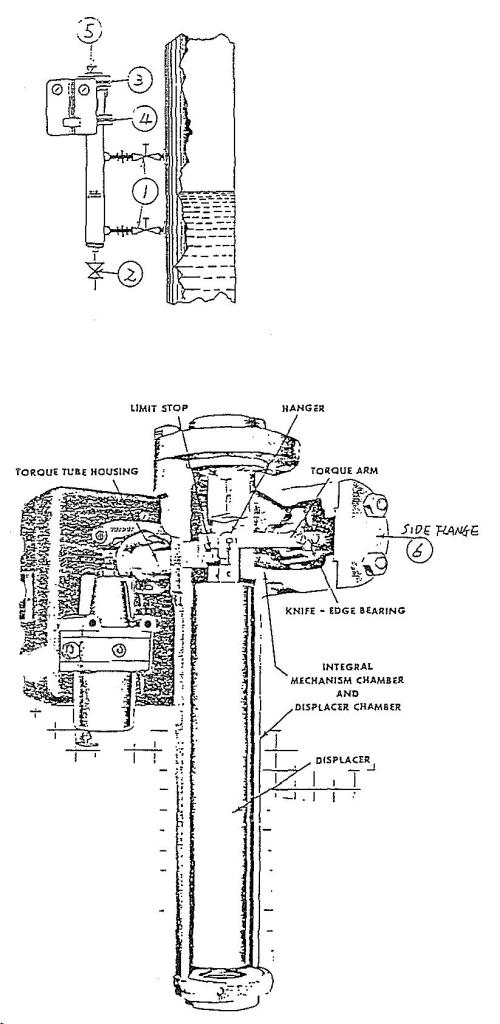 5
3
4
1
2
LIMIT STOP
HANGER
TORQUE TUBE HOUSING
TORQUE ARM
SIDE FLANGE
6
KNIFE - EDGE BEARING
INTEGRAL
MECHANISM CHAMBER
AND
DISPLACER CHAMBER
DISPLACER